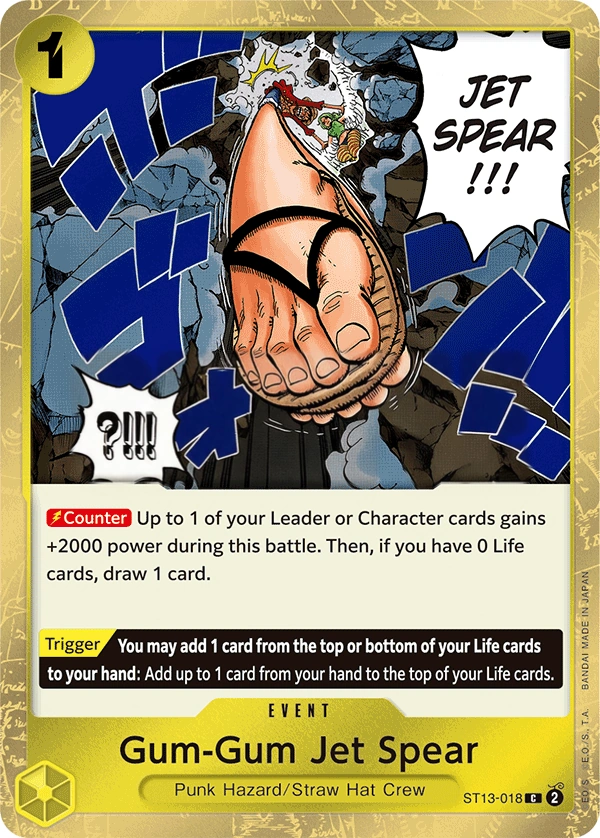 1
JET
SPEAR
!!!
ドドドン!!
?!!!
Counter Up to 1 of your Leader or Character cards gains
+2000 power during this battle. Then, if you have 0 Life
cards, draw 1 card.
Trigger You may add 1 card from the top or bottom of your Life cards
to your hand: Add up to 1 card from your hand to the top of your Life cards.
EVENT
Gum-Gum Jet Spear
Punk Hazard/Straw Hat Crew
ST13-018 C 2
©E.O./S. ©E.O./S., T.A. BANDAI MADE IN JAPAN